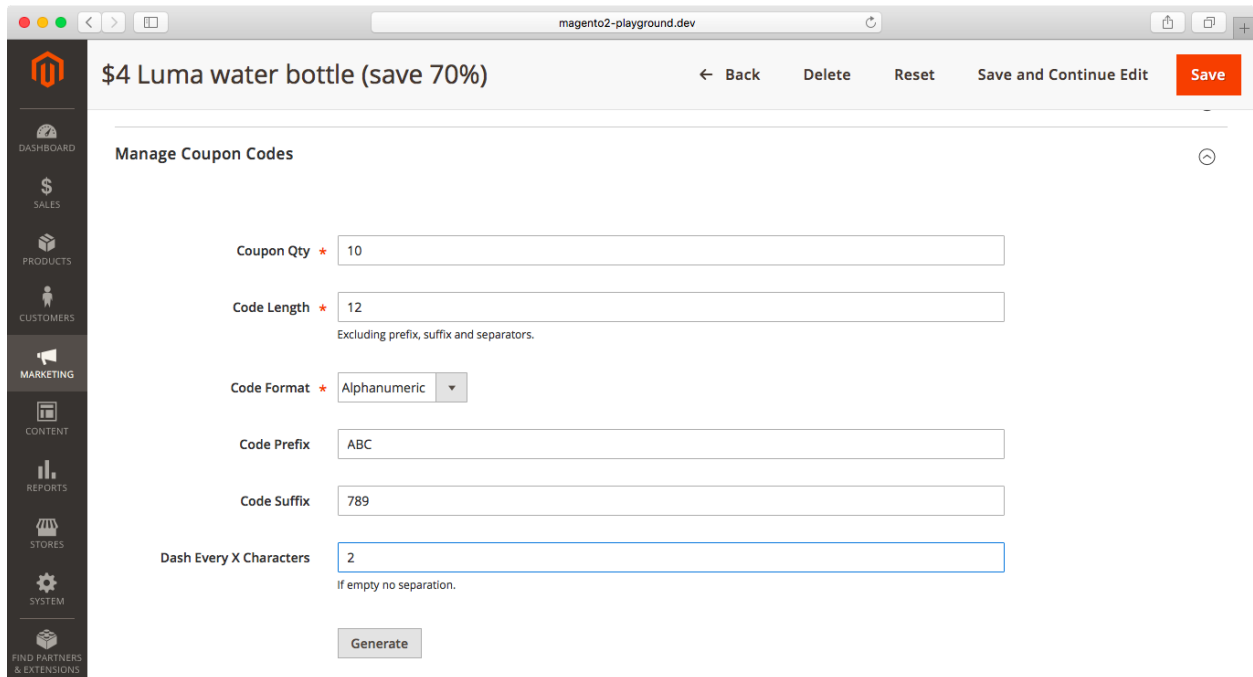 magento2-playground.dev
$4 Luma water bottle (save 70%)
← Back
Delete
Reset
Save and Continue Edit
Save
DASHBOARD
$
SALES
PRODUCTS
CUSTOMERS
MARKETING
CONTENT
REPORTS
STORES
SYSTEM
FIND PARTNERS
& EXTENSIONS
Manage Coupon Codes
Coupon Qty * 10
Code Length * 12
Excluding prefix, suffix and separators.
Code Format * Alphanumeric
Code Prefix ABC
Code Suffix 789
Dash Every X Characters 2
If empty no separation.
Generate